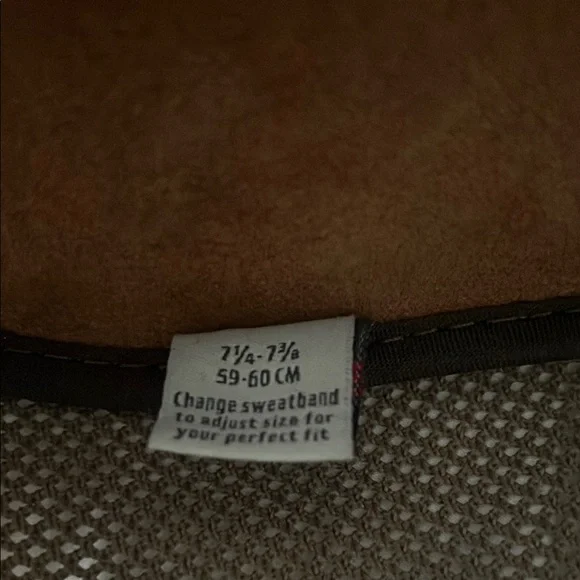 7¼-7⅜
59-60 CM
Change sweatband
to adjust size for
your perfect fit